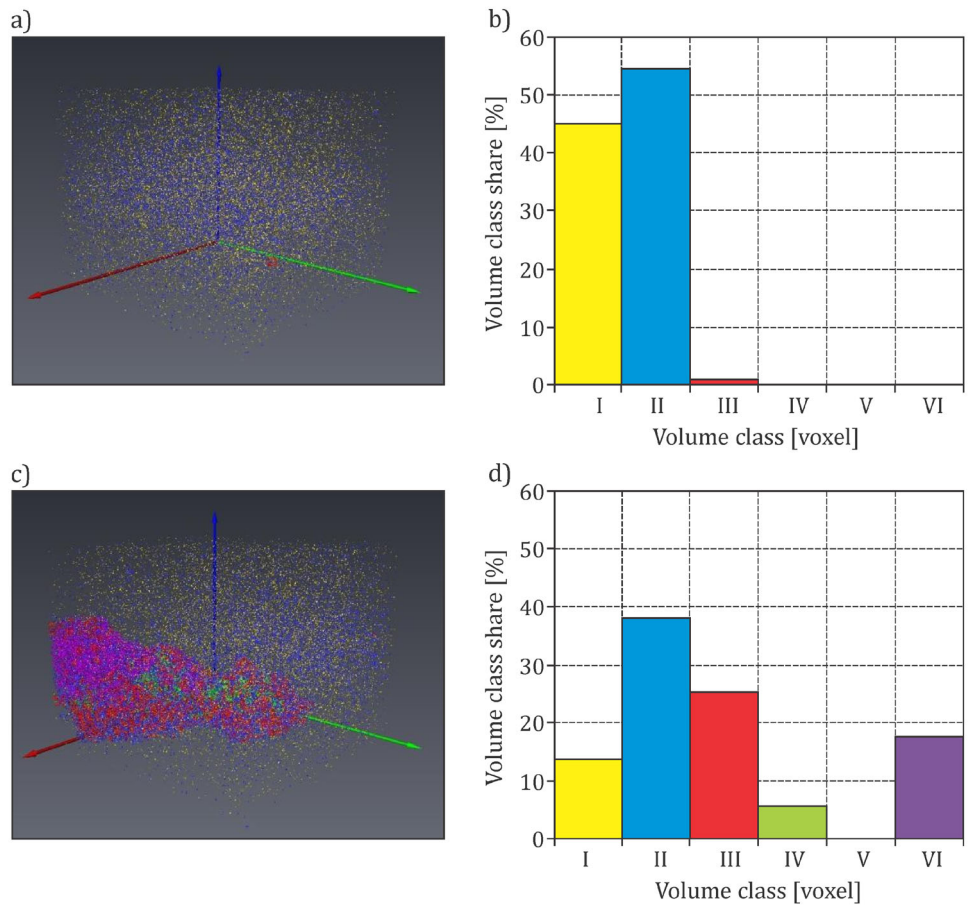 a)
b)
60
50
40
30
20
10
0
Volume class share [%]
I II III IV V VI
Volume class [voxel]
c)
d)
60
50
40
30
20
10
0
Volume class share [%]
I II III IV V VI
Volume class [voxel]